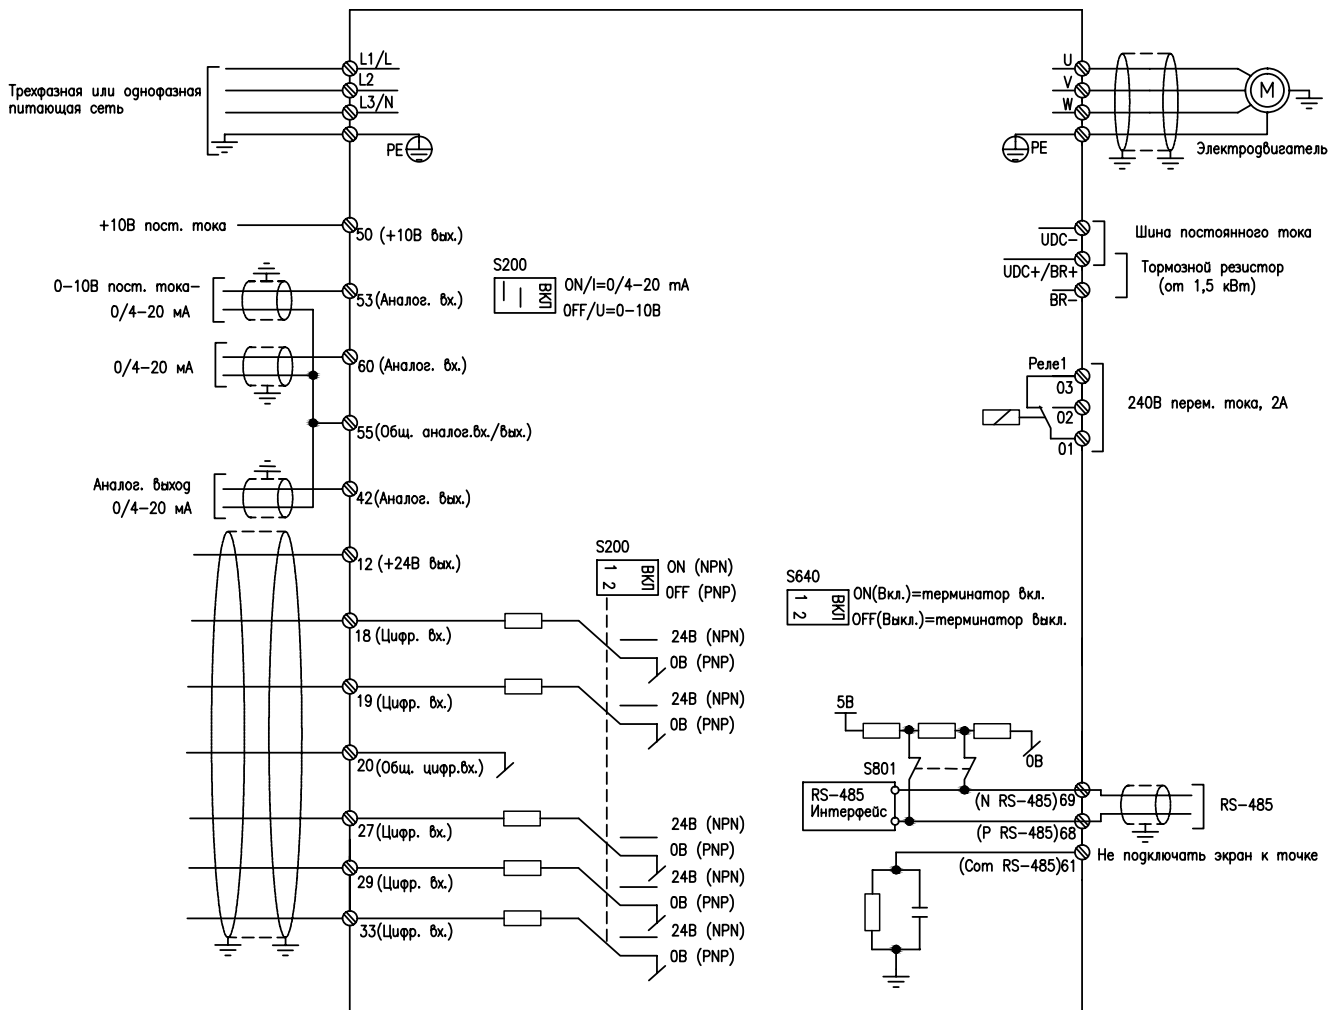 L1/L
L2
L3/N
Трехфазная или однофазная
питающая сеть
PE
U
V
W
M
PE
Электродвигатель
+10В пост. тока
50 (+10В вых.)
UDC−
Шина постоянного тока
UDC+/BR+
BR−
Тормозной резистор
(от 1,5 кВт)
0−10В пост. тока−
0/4−20 мА
53(Аналог. вх.)
S200
ВКЛ
ON/I=0/4−20 mA
OFF/U=0−10В
0/4−20 мА
60 (Аналог. вх.)
Реле1
03
02
01
240В перем. тока, 2А
55(Общ. аналог.вх./вых.)
Аналог. выход
0/4−20 мА
42(Аналог. вых.)
12 (+24В вых.)
S200
1
2
ВКЛ
ON (NPN)
OFF (PNP)
S640
1
2
ВКЛ
ON(Вкл.)=терминатор вкл.
OFF(Выкл.)=терминатор выкл.
18 (Цифр. вх.)
24В (NPN)
0В (PNP)
19 (Цифр. вх.)
24В (NPN)
0В (PNP)
20(Общ. цифр.вх.)
27(Цифр. вх.)
24В (NPN)
0В (PNP)
29 (Цифр. вх.)
24В (NPN)
0В (PNP)
33(Цифр. вх.)
24В (NPN)
0В (PNP)
5В
0В
S801
RS−485
Интерфейс
(N RS−485)69
(P RS−485)68
(Com RS−485)61
RS−485
Не подключать экран к точке